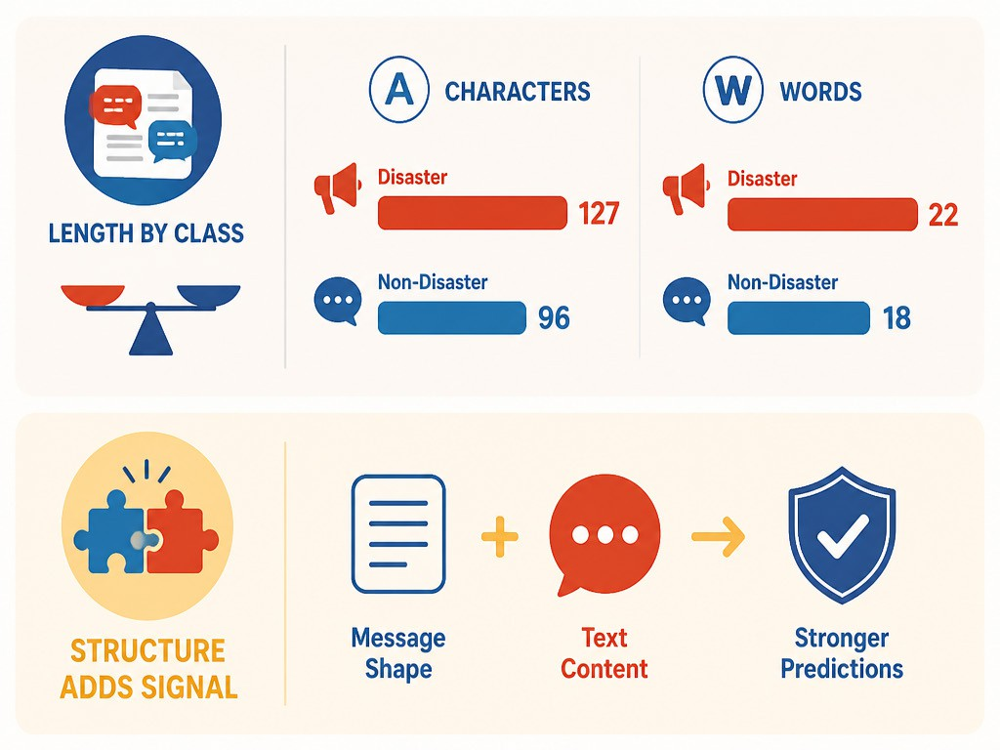 LENGTH BY CLASS
A
CHARACTERS
Disaster
127
Non-Disaster
96
W
WORDS
Disaster
22
Non-Disaster
18
STRUCTURE
ADDS SIGNAL
Message
Shape
Text
Content
Stronger
Predictions